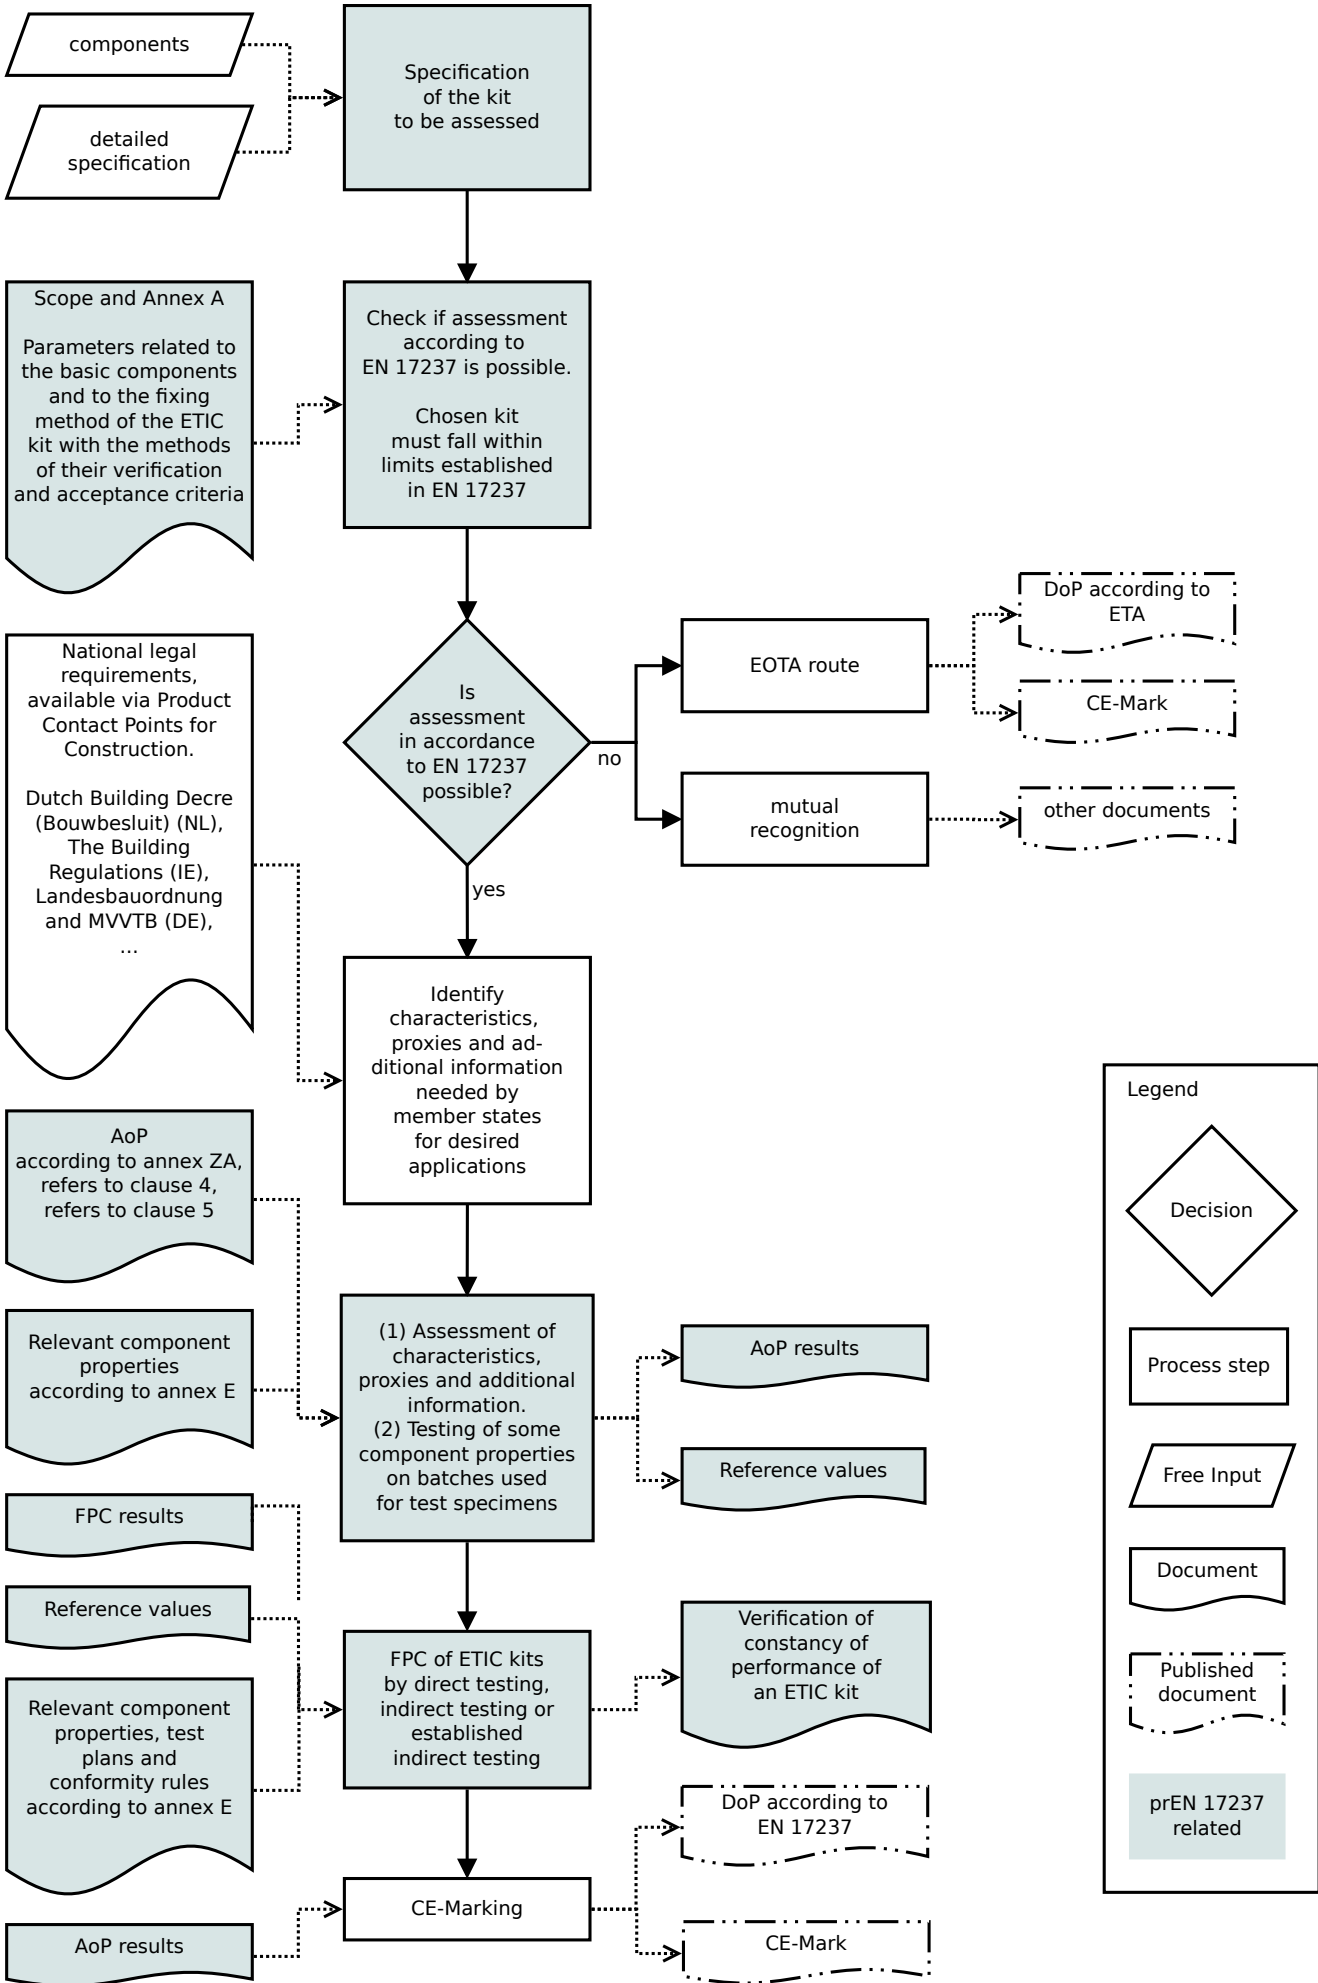 components
detailed
specification
Specification
of the kit
to be assessed
Scope and Annex A
Parameters related to
the basic components
and to the fixing
method of the ETIC
kit with the methods
of their verification
and acceptance criteria
Check if assessment
according to
EN 17237 is possible.
Chosen kit
must fall within
limits established
in EN 17237
National legal
requirements,
available via Product
Contact Points for
Construction.
Dutch Building Decre
(Bouwbesluit) (NL),
The Building
Regulations (IE),
Landesbauordnung
and MVVTB (DE),
...
Is
assessment
in accordance
to EN 17237
possible?
no
yes
EOTA route
DoP according to
ETA
CE-Mark
mutual
recognition
other documents
Identify
characteristics,
proxies and ad-
ditional information
needed by
member states
for desired
applications
AoP
according to annex ZA,
refers to clause 4,
refers to clause 5
Relevant component
properties
according to annex E
(1) Assessment of
characteristics,
proxies and additional
information.
(2) Testing of some
component properties
on batches used
for test specimens
AoP results
Reference values
FPC results
Reference values
Relevant component
properties, test
plans and
conformity rules
according to annex E
FPC of ETIC kits
by direct testing,
indirect testing or
established
indirect testing
Verification of
constancy of
performance of
an ETIC kit
AoP results
CE-Marking
DoP according to
EN 17237
CE-Mark
Legend
Decision
Process step
Free Input
Document
Published
document
prEN 17237
related